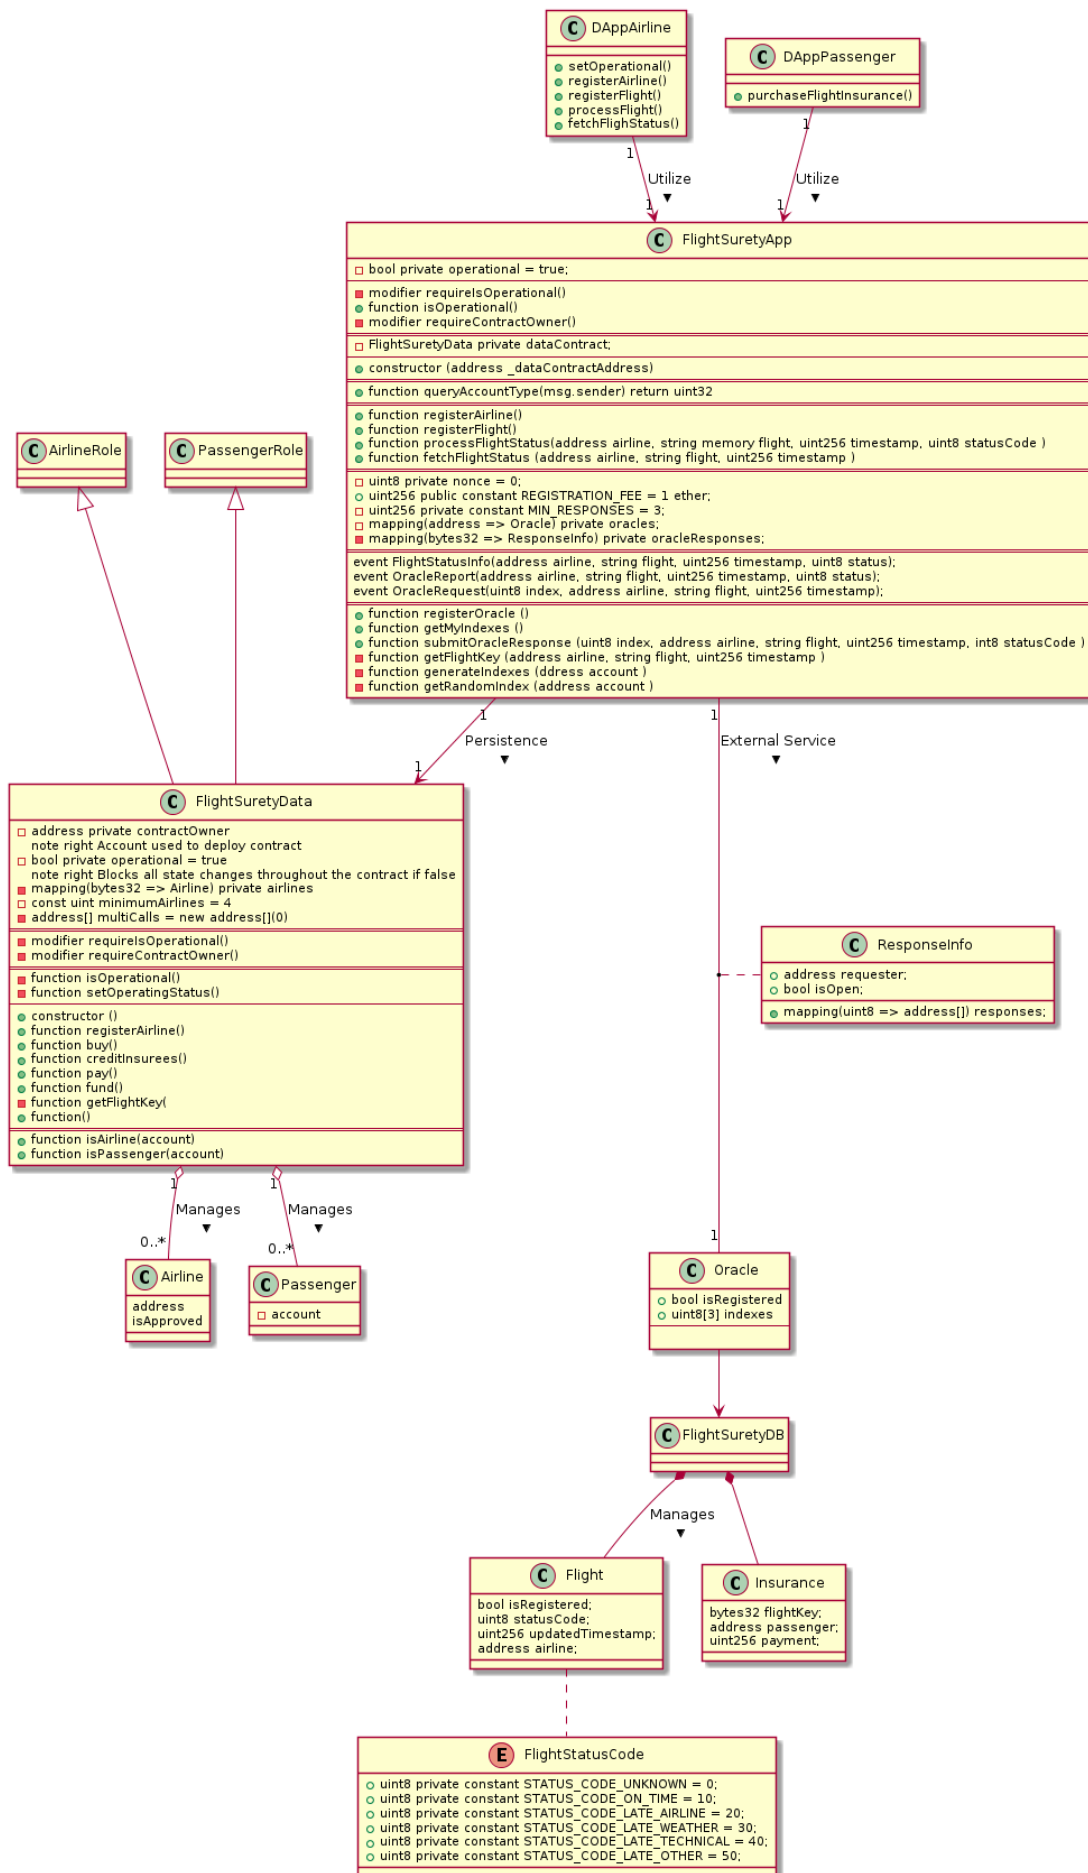 C DAppAirline
setOperational()
registerAirline()
registerFlight()
processFlight()
fetchFlighStatus()
C DAppPassenger
purchaseFlightInsurance()
1
Utilize
1
1
Utilize
1
C FlightSuretyApp
bool private operational = true;
modifier requireIsOperational()
function isOperational()
modifier requireContractOwner()
FlightSuretyData private dataContract;
constructor (address _dataContractAddress)
function queryAccountType(msg.sender) return uint32
function registerAirline()
function registerFlight()
function processFlightStatus(address airline, string memory flight, uint256 timestamp, uint8 statusCode )
function fetchFlightStatus (address airline, string flight, uint256 timestamp )
uint8 private nonce = 0;
uint256 public constant REGISTRATION_FEE = 1 ether;
uint256 private constant MIN_RESPONSES = 3;
mapping(address => Oracle) private oracles;
mapping(bytes32 => ResponseInfo) private oracleResponses;
event FlightStatusInfo(address airline, string flight, uint256 timestamp, uint8 status);
event OracleReport(address airline, string flight, uint256 timestamp, uint8 status);
event OracleRequest(uint8 index, address airline, string flight, uint256 timestamp);
function registerOracle ()
function getMyIndexes ()
function submitOracleResponse (uint8 index, address airline, string flight, uint256 timestamp, int8 statusCode )
function getFlightKey (address airline, string flight, uint256 timestamp )
function generateIndexes (ddress account )
function getRandomIndex (address account )
C AirlineRole
C PassengerRole
1
Persistence
1
1
External Service
1
C FlightSuretyData
address private contractOwner
note right Account used to deploy contract
bool private operational = true
note right Blocks all state changes throughout the contract if false
mapping(bytes32 => Airline) private airlines
const uint minimumAirlines = 4
address[] multiCalls = new address[](0)
modifier requireIsOperational()
modifier requireContractOwner()
function isOperational()
function setOperatingStatus()
constructor ()
function registerAirline()
function buy()
function creditInsurees()
function pay()
function fund()
function getFlightKey(
function()
function isAirline(account)
function isPassenger(account)
C ResponseInfo
address requester;
bool isOpen;
mapping(uint8 => address[]) responses;
1
Manages
0..*
1
Manages
0..*
C Airline
address
isApproved
C Passenger
account
C Oracle
bool isRegistered
uint8[3] indexes
C FlightSuretyDB
Manages
C Flight
bool isRegistered;
uint8 statusCode;
uint256 updatedTimestamp;
address airline;
C Insurance
bytes32 flightKey;
address passenger;
uint256 payment;
E FlightStatusCode
uint8 private constant STATUS_CODE_UNKNOWN = 0;
uint8 private constant STATUS_CODE_ON_TIME = 10;
uint8 private constant STATUS_CODE_LATE_AIRLINE = 20;
uint8 private constant STATUS_CODE_LATE_WEATHER = 30;
uint8 private constant STATUS_CODE_LATE_TECHNICAL = 40;
uint8 private constant STATUS_CODE_LATE_OTHER = 50;